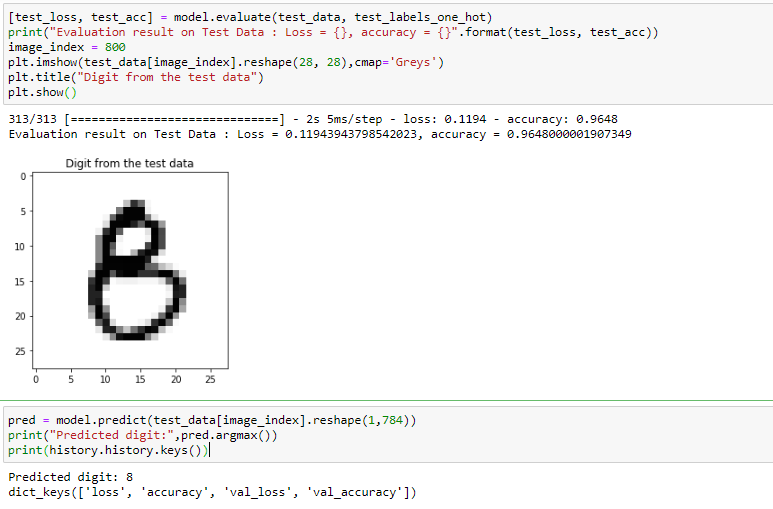 [test_loss, test_acc] = model.evaluate(test_data, test_labels_one_hot)
print("Evaluation result on Test Data : Loss = {}, accuracy = {}".format(test_loss, test_acc))
image_index = 800
plt.imshow(test_data[image_index].reshape(28, 28),cmap='Greys')
plt.title("Digit from the test data")
plt.show()
313/313 [==============================] - 2s 5ms/step - loss: 0.1194 - accuracy: 0.9648
Evaluation result on Test Data : Loss = 0.11943943798542023, accuracy = 0.9648000001907349
Digit from the test data
0
5
10
15
20
25
0 5 10 15 20 25
pred = model.predict(test_data[image_index].reshape(1,784))
print("Predicted digit:",pred.argmax())
print(history.history.keys())
Predicted digit: 8
dict_keys(['loss', 'accuracy', 'val_loss', 'val_accuracy'])